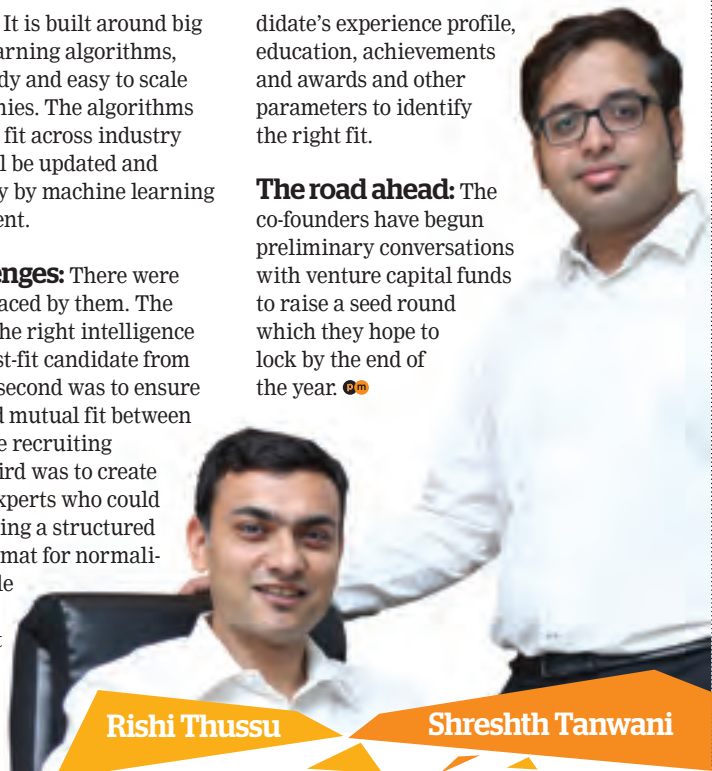 It is built around big
arning algorithms,
dy and easy to scale
nies. The algorithms
fit across industry
l be updated and
y by machine learning
ent.
enges: There were
aced by them. The
he right intelligence
st-fit candidate from
second was to ensure
d mutual fit between
e recruiting
ird was to create
xperts who could
ing a structured
mat for normali-
le
t
didate's experience profile,
education, achievements
and awards and other
parameters to identify
the right fit.
The road ahead: The
co-founders have begun
preliminary conversations
with venture capital funds
to raise a seed round
which they hope to
lock by the end of
the year. pm
Rishi Thussu
Shreshth Tanwani